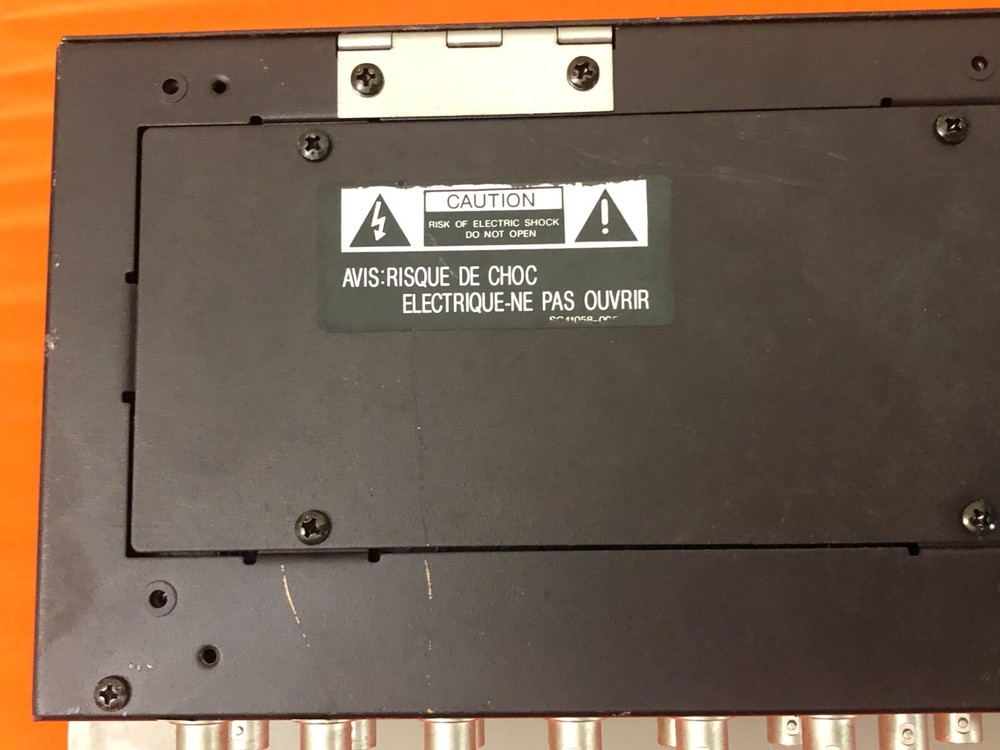 CAUTION
RISK OF ELECTRIC SHOCK
DO NOT OPEN
AVIS:RISQUE DE CHOC
ELECTRIQUE-NE PAS OUVRIR